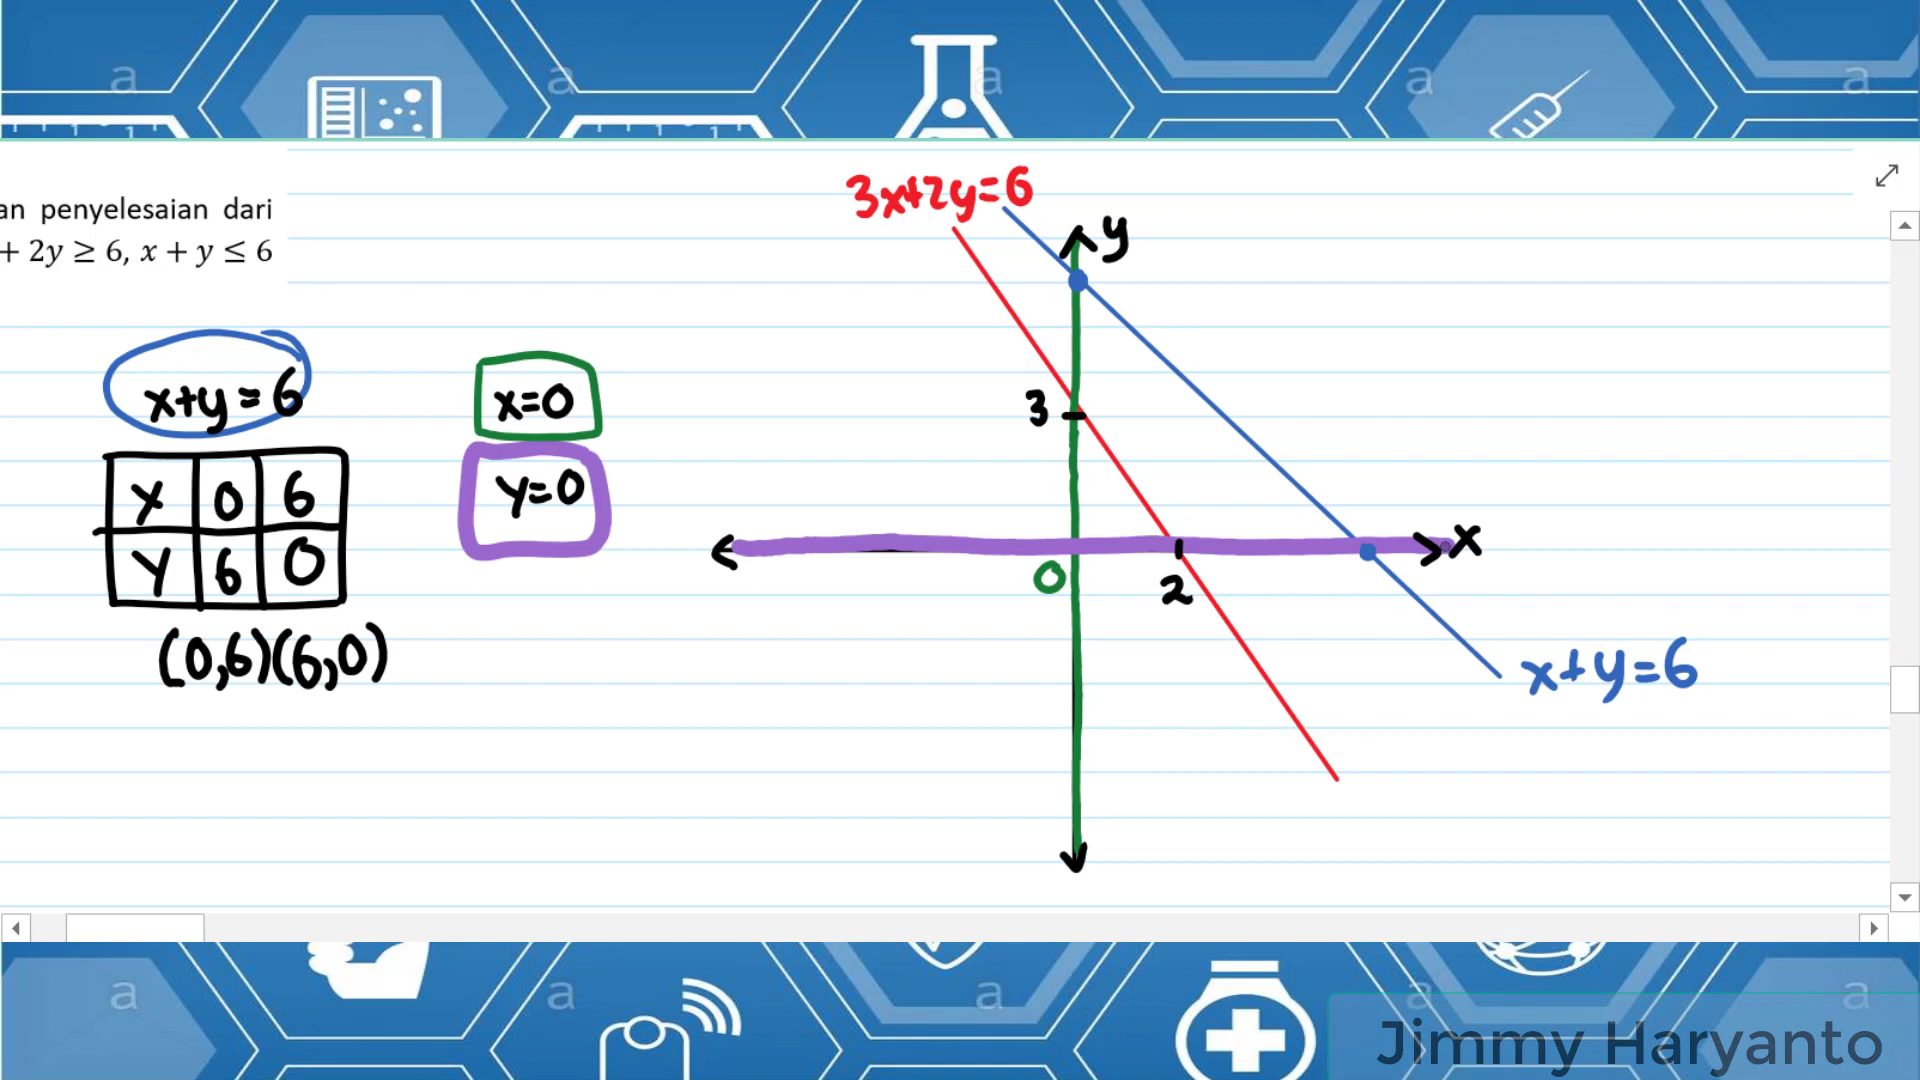 an penyelesaian dari
+ 2y ≥ 6, x + y ≤ 6
x+y=6
X 0 6
Y 6 0
(0,6)(6,0)
x=0
y=0
3x+2y=6
y
3
x
0
2
x+y=6
a a a a a
a a a a a
Jimmy Haryanto